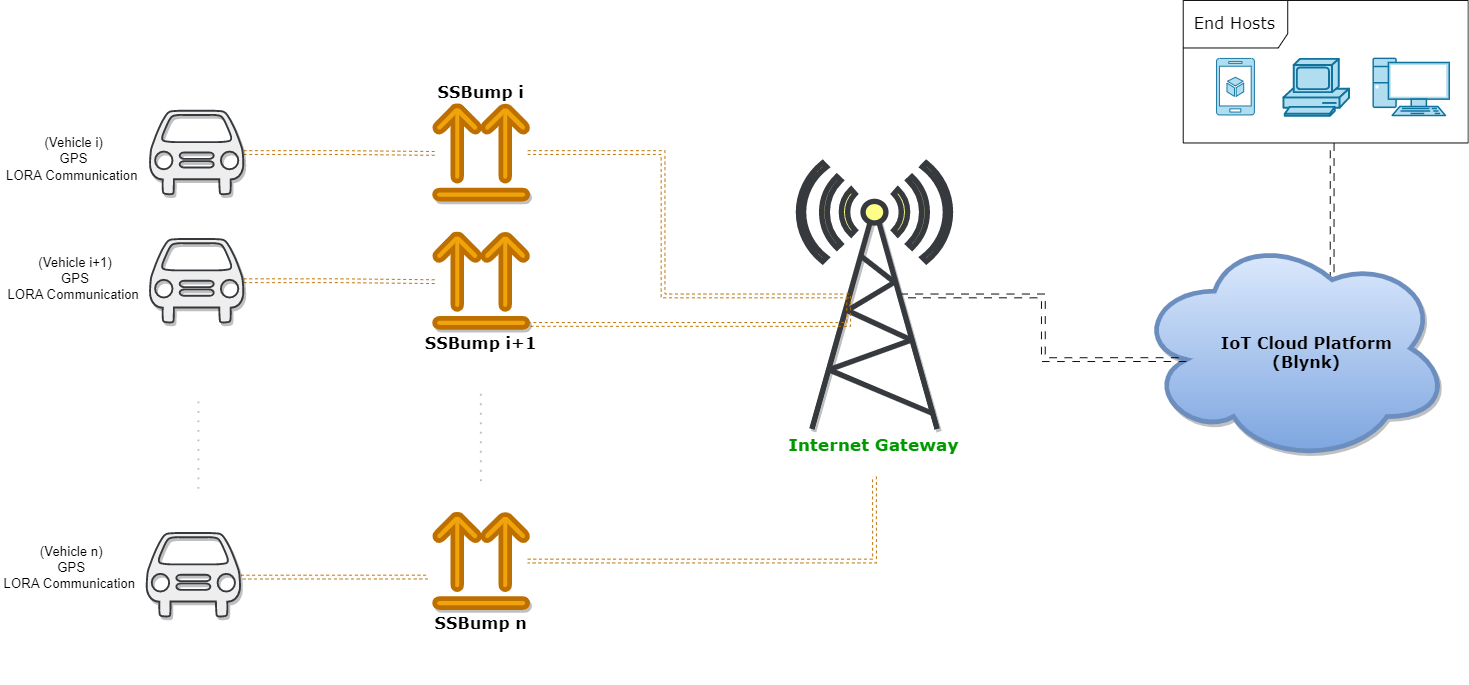 End Hosts
SSBump i
(Vehicle i)
GPS
LORA Communication
(Vehicle i+1)
GPS
LORA Communication
SSBump i+1
IoT Cloud Platform
(Blynk)
Internet Gateway
(Vehicle n)
GPS
LORA Communication
SSBump n